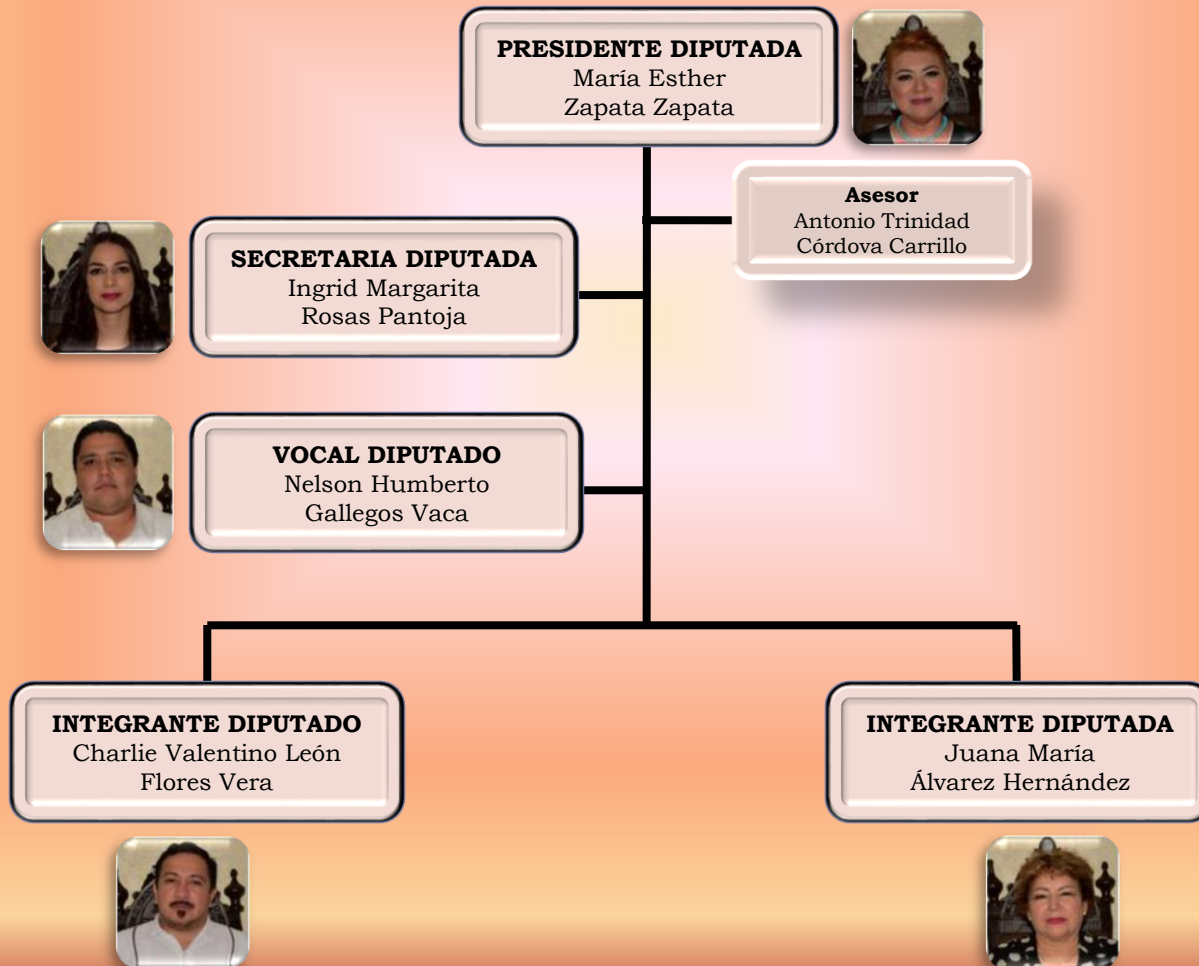 PRESIDENTE DIPUTADA
María Esther
Zapata Zapata
Asesor
Antonio Trinidad
Córdova Carrillo
SECRETARIA DIPUTADA
Ingrid Margarita
Rosas Pantoja
VOCAL DIPUTADO
Nelson Humberto
Gallegos Vaca
INTEGRANTE DIPUTADO
Charlie Valentino León
Flores Vera
INTEGRANTE DIPUTADA
Juana María
Álvarez Hernández